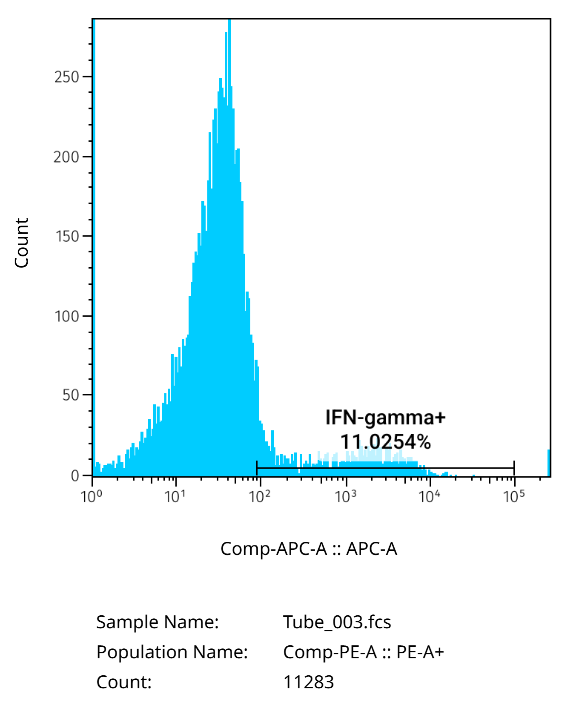 250
200
150
100
50
0
Count
IFN-gamma+
11.0254%
10⁰ 10¹ 10² 10³ 10⁴ 10⁵
Comp-APC-A :: APC-A
Sample Name: Tube_003.fcs
Population Name: Comp-PE-A :: PE-A+
Count: 11283